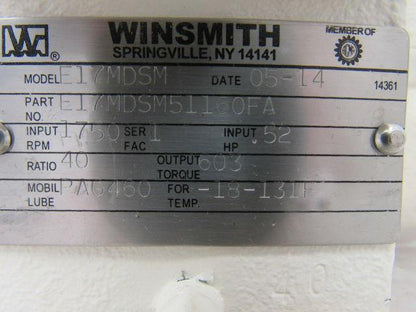 WINSMITH MEMBER OF
® SPRINGVILLE, NY 14141
MODEL E17MDSM DATE 05-14 14361
PART NO. E17MDSM51160FA
INPUT RPM 1750 SER FAC 1 INPUT HP .52
RATIO 40 OUTPUT TORQUE 603
MOBIL LUBE PAG460 FOR TEMP. -18-131F
40